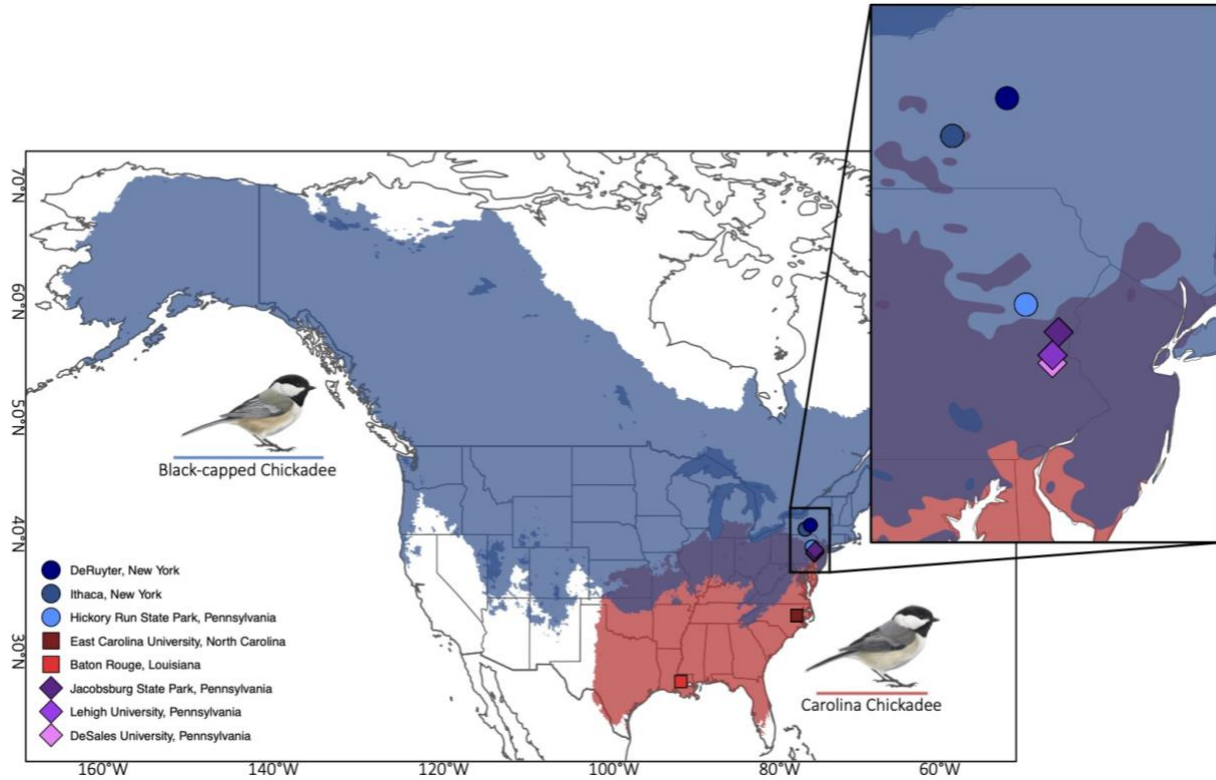 70°N
60°N
50°N
40°N
30°N
Black-capped Chickadee
DeRuyter, New York
Ithaca, New York
Hickory Run State Park, Pennsylvania
East Carolina University, North Carolina
Baton Rouge, Louisiana
Jacobsburg State Park, Pennsylvania
Lehigh University, Pennsylvania
DeSales University, Pennsylvania
Carolina Chickadee
160°W 140°W 120°W 100°W 80°W 60°W